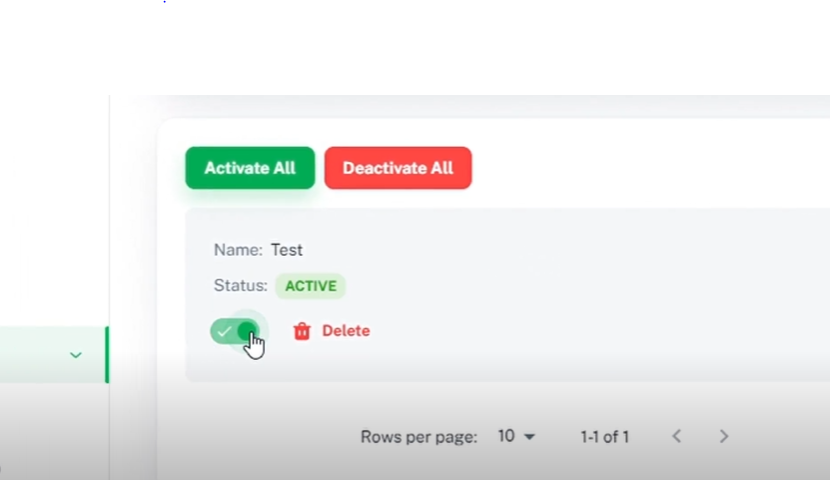 Activate All Deactivate All
Name: Test
Status: ACTIVE
Delete
Rows per page: 10 1-1 of 1